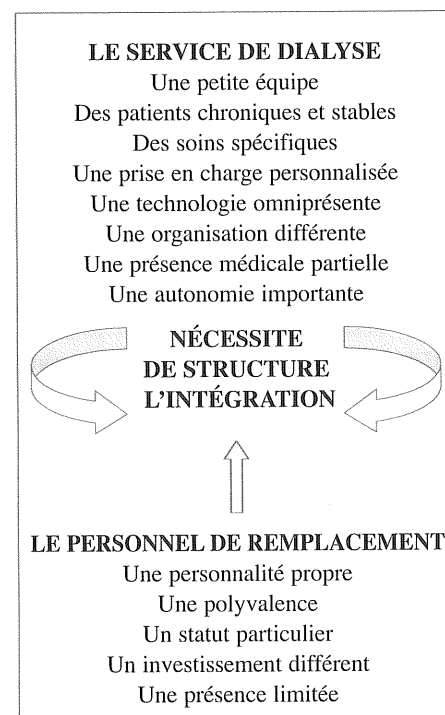 LE SERVICE DE DIALYSE
Une petite équipe
Des patients chroniques et stables
Des soins spécifiques
Une prise en charge personnalisée
Une technologie omniprésente
Une organisation différente
Une présence médicale partielle
Une autonomie importante
NÉCESSITE
DE STRUCTURE
L'INTÉGRATION
LE PERSONNEL DE REMPLACEMENT
Une personnalité propre
Une polyvalence
Un statut particulier
Un investissement différent
Une présence limitée